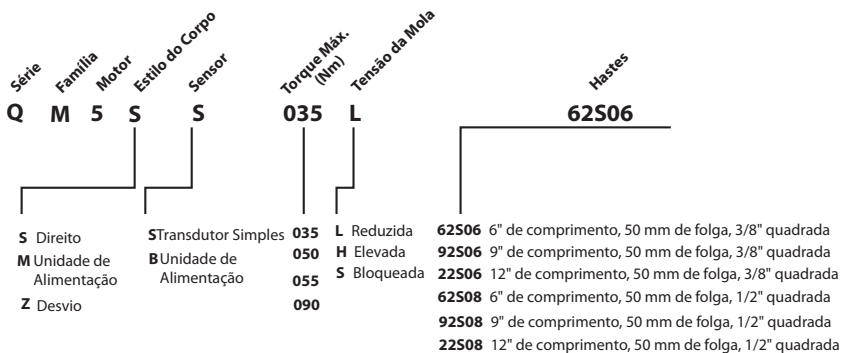 Série Família Motor Estilo do Corpo Sensor Torque Máx. (Nm) Tensão da Mola Hastes
Q M 5 S S 035 L 62S06
S Direito
M Unidade de
Alimentação
Z Desvio
S Transdutor Simples
B Unidade de
Alimentação
035
050
055
090
L Reduzida
H Elevada
S Bloqueada
62S06 6" de comprimento, 50 mm de folga, 3/8" quadrada
92S06 9" de comprimento, 50 mm de folga, 3/8" quadrada
22S06 12" de comprimento, 50 mm de folga, 3/8" quadrada
62S08 6" de comprimento, 50 mm de folga, 1/2" quadrada
92S08 9" de comprimento, 50 mm de folga, 1/2" quadrada
22S08 12" de comprimento, 50 mm de folga, 1/2" quadrada